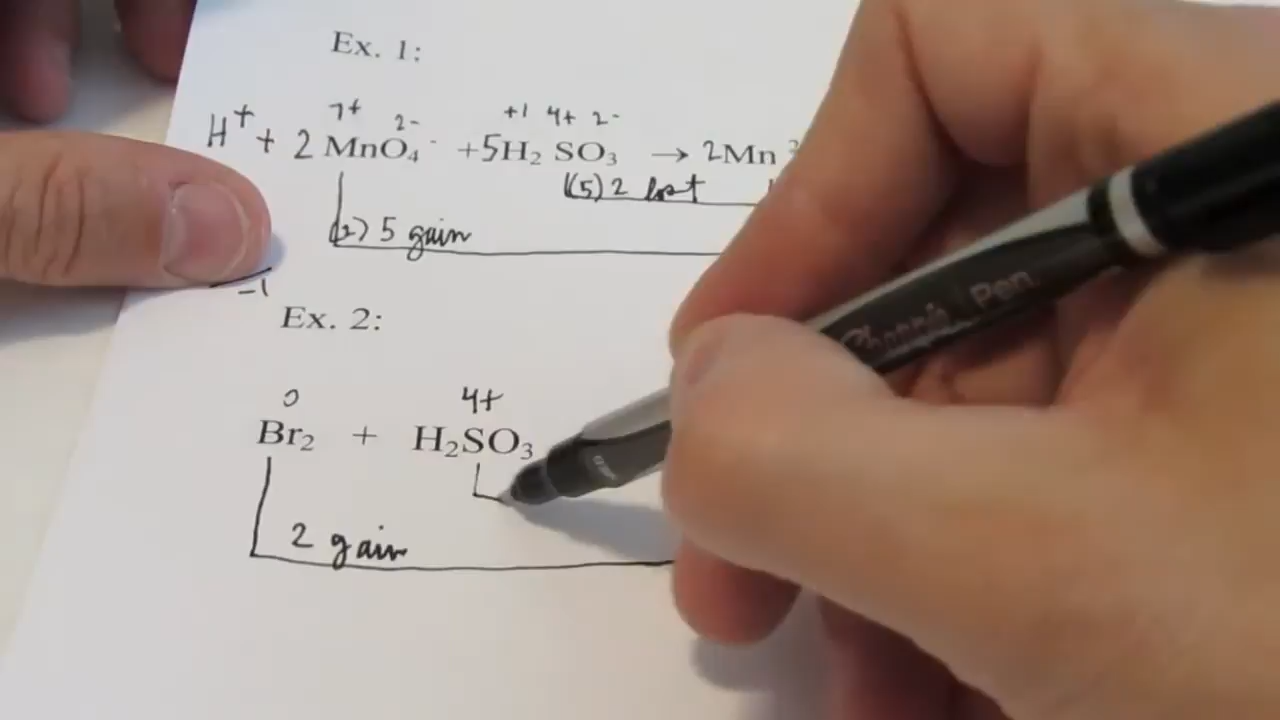 Ex. 1:
7+ 2- +1 4+ 2-
H+ + 2 MnO4- + 5H2 SO3 → 2Mn 2
(5) 2 lost
(2) 5 gain
-1
Ex. 2:
0 4+
Br2 + H2SO3
2 gain
Pen